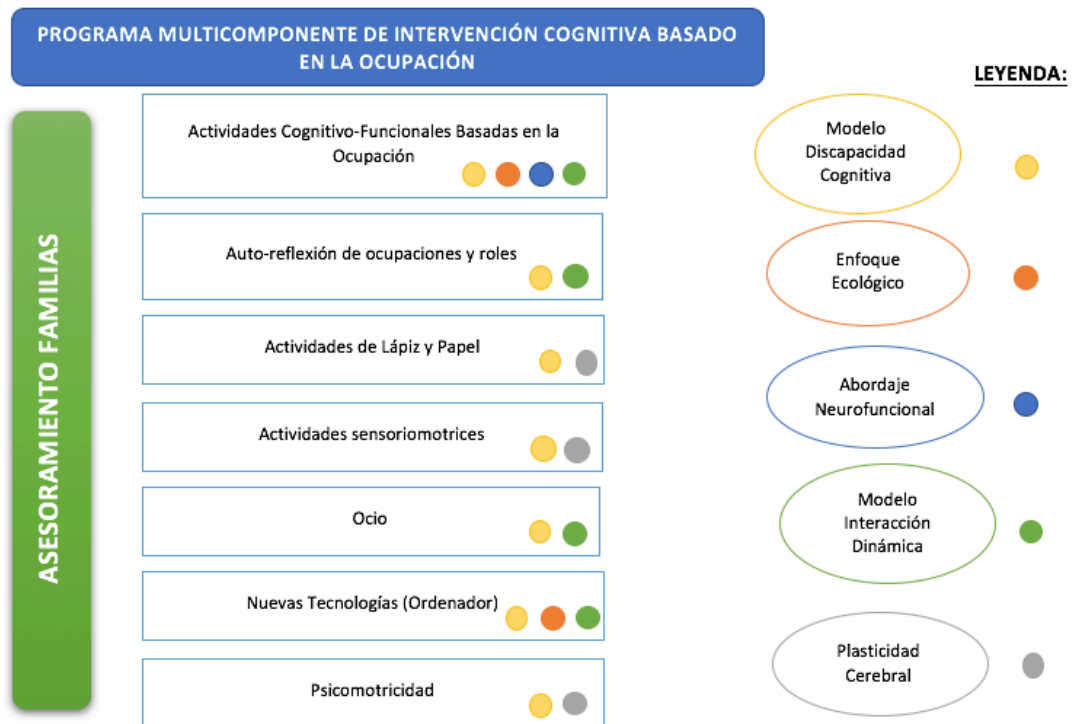 PROGRAMA MULTICOMPONENTE DE INTERVENCIÓN COGNITIVA BASADO
EN LA OCUPACIÓN
LEYENDA:
ASESORAMIENTO FAMILIAS
Actividades Cognitivo-Funcionales Basadas en la
Ocupación
Auto-reflexión de ocupaciones y roles
Actividades de Lápiz y Papel
Actividades sensoriomotrices
Ocio
Nuevas Tecnologías (Ordenador)
Psicomotricidad
Modelo
Discapacidad
Cognitiva
Enfoque
Ecológico
Abordaje
Neurofuncional
Modelo
Interacción
Dinámica
Plasticidad
Cerebral